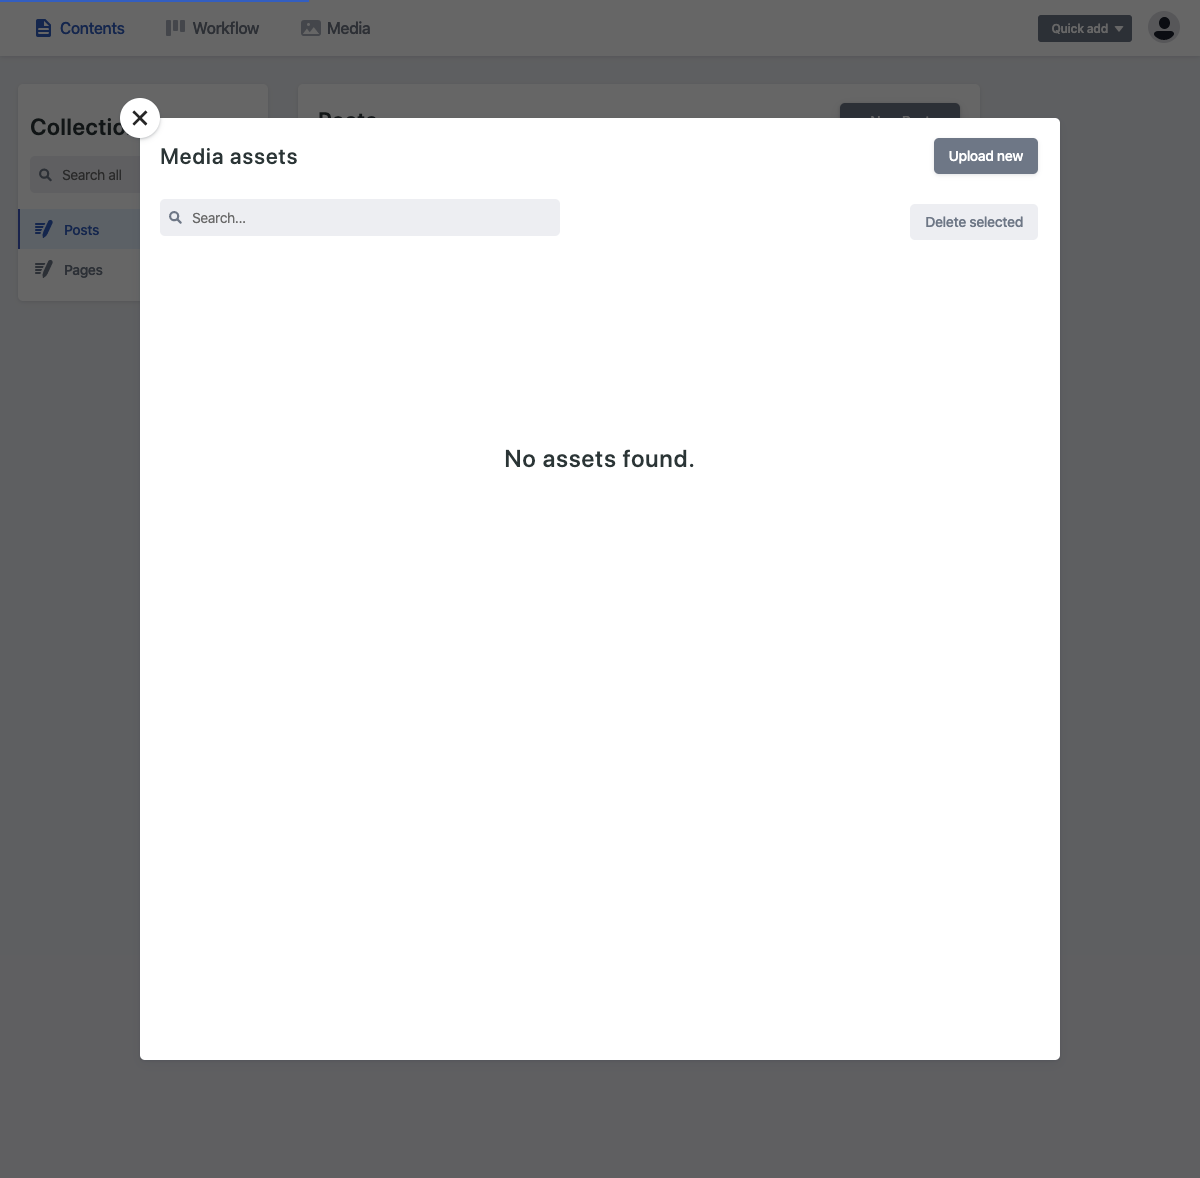 Contents
Workflow
Media
Quick add
Posts
Media assets
Upload new
Search...
Delete selected
Search all
Posts
Pages
No assets found.